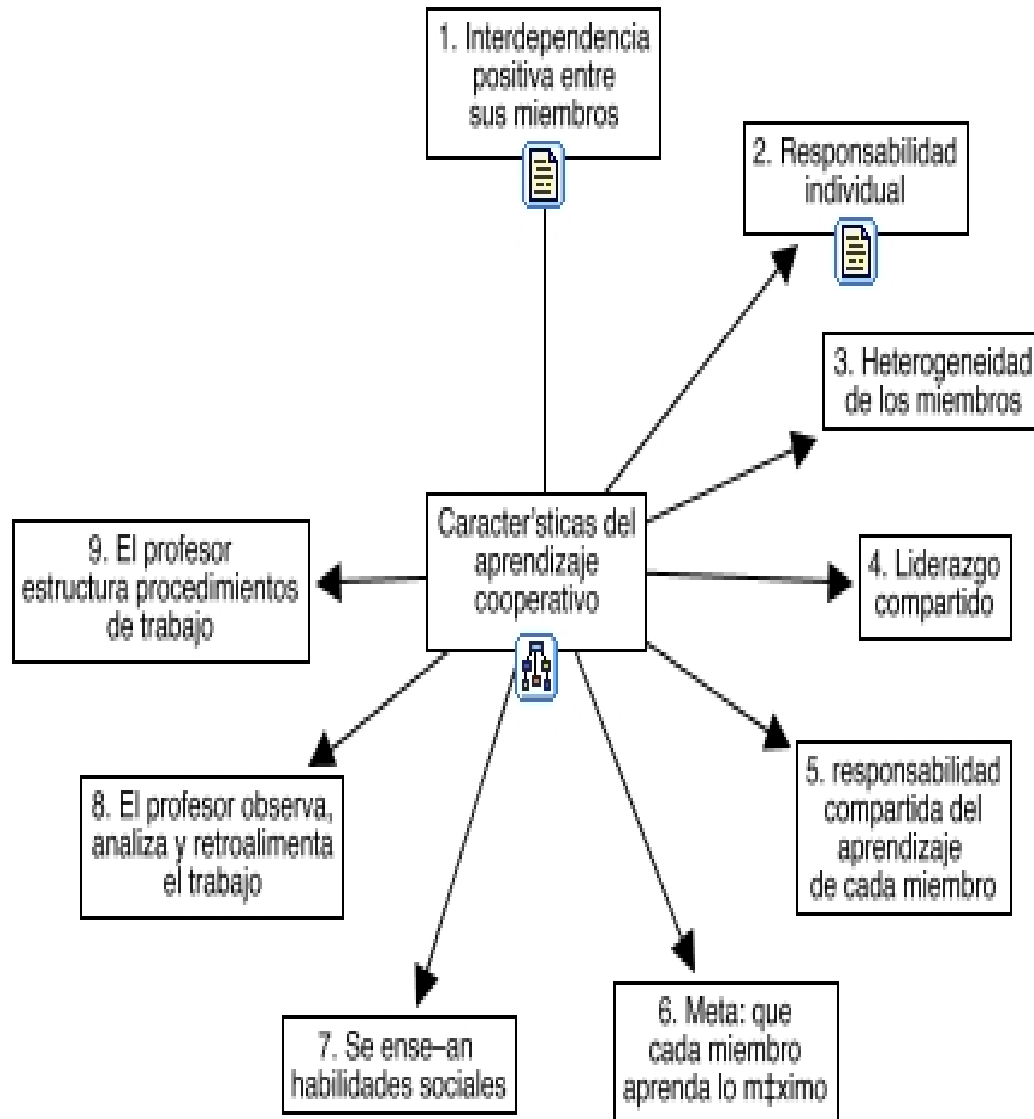 1. Interdependencia
positiva entre
sus miembros
2. Responsabilidad
individual
3. Heterogeneidad
de los miembros
4. Liderazgo
compartido
5. responsabilidad
compartida del
aprendizaje
de cada miembro
6. Meta: que
cada miembro
aprenda lo m‡ximo
7. Se ense–an
habilidades sociales
8. El profesor observa,
analiza y retroalimenta
el trabajo
9. El profesor
estructura procedimientos
de trabajo
Caracter'sticas del
aprendizaje
cooperativo